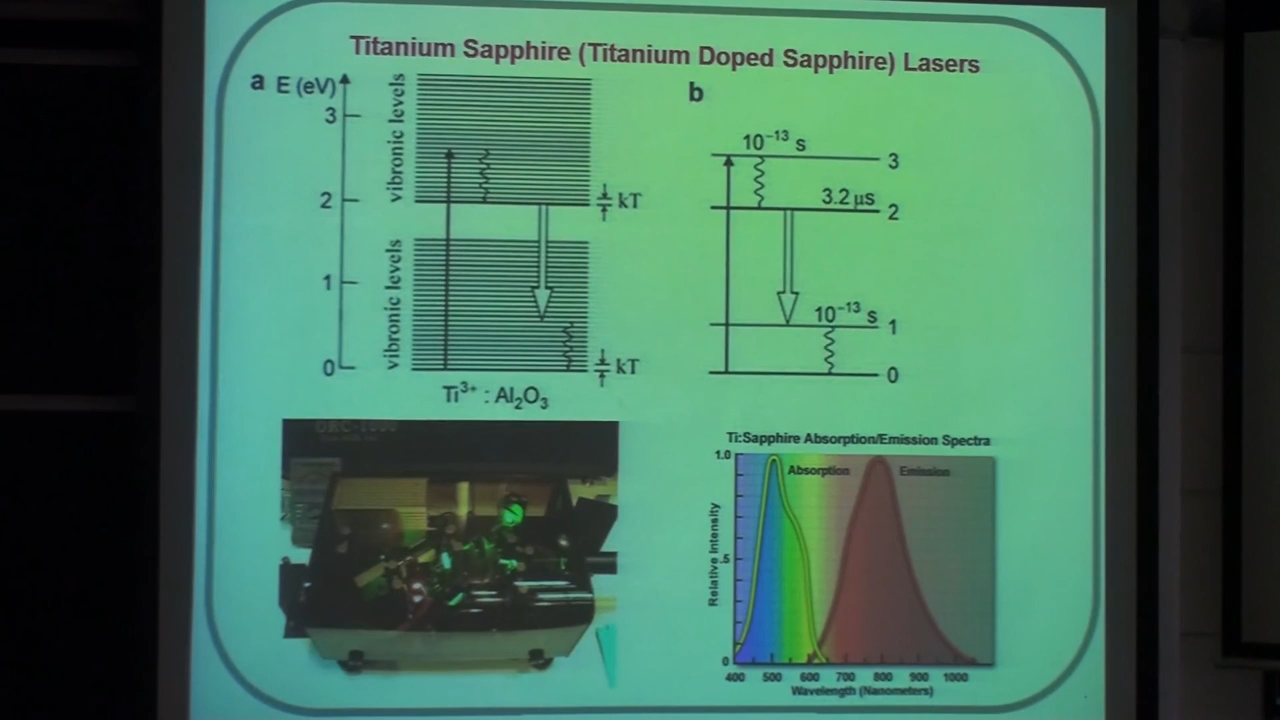 Titanium Sapphire (Titanium Doped Sapphire) Lasers
a
E (eV)
3
2
1
0
vibronic levels
vibronic levels
kT
kT
Ti³⁺ : Al₂O₃
b
10⁻¹³ s
3
3.2 µs
2
10⁻¹³ s
1
0
Ti:Sapphire Absorption/Emission Spectra
1.0
.5
0
Relative Intensity
Absorption
Emission
400 500 600 700 800 900 1000
Wavelength (Nanometers)